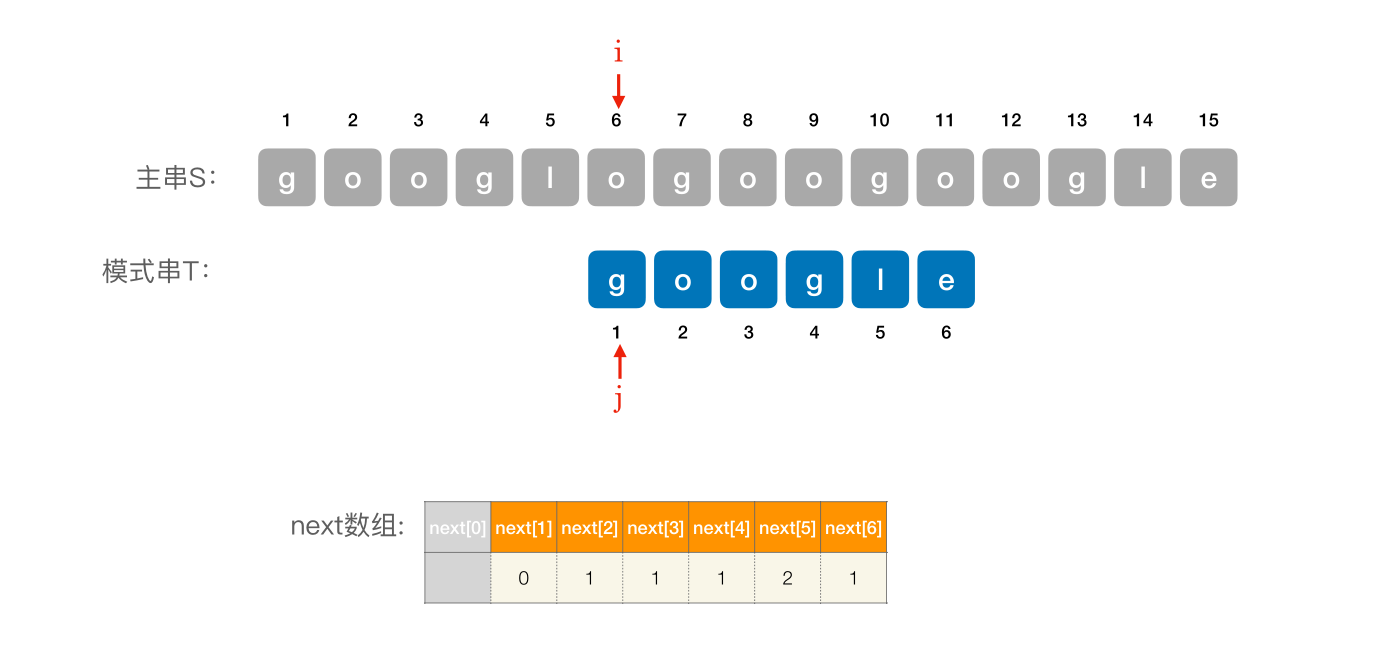 i
1 2 3 4 5 6 7 8 9 10 11 12 13 14 15
主串S: g o o g l o g o o g o o g l e
模式串T: g o o g l e
1 2 3 4 5 6
j
next数组: next[0] next[1] next[2] next[3] next[4] next[5] next[6]
0 1 1 1 2 1